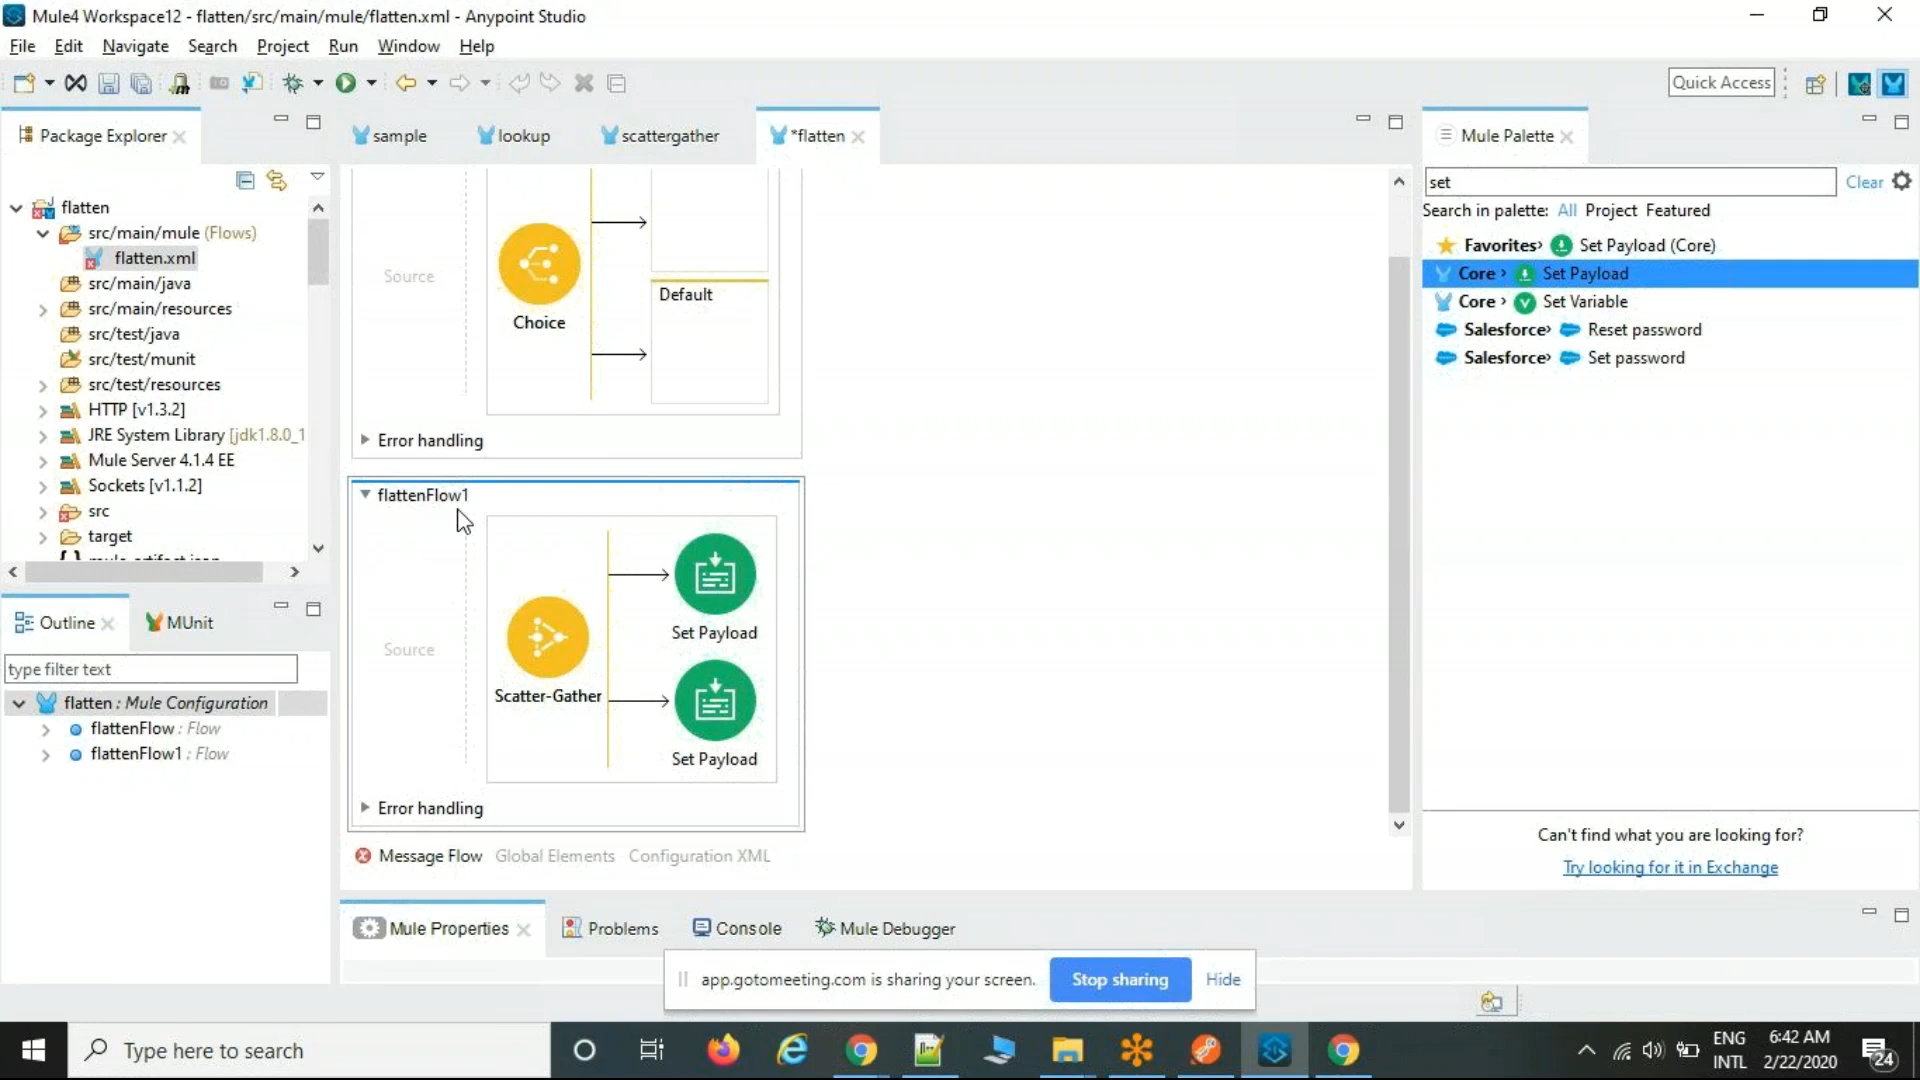 Mule4 Workspace12 - flatten/src/main/mule/flatten.xml - Anypoint Studio
File Edit Navigate Search Project Run Window Help
Quick Access
Package Explorer
flatten
src/main/mule (Flows)
flatten.xml
src/main/java
src/main/resources
src/test/java
src/test/munit
src/test/resources
HTTP [v1.3.2]
JRE System Library [jdk1.8.0_1
Mule Server 4.1.4 EE
Sockets [v1.1.2]
src
target
Outline MUnit
type filter text
flatten : Mule Configuration
flattenFlow : Flow
flattenFlow1 : Flow
sample lookup scattergather *flatten
Source
Choice
Default
Error handling
flattenFlow1
Source
Scatter-Gather
Set Payload
Set Payload
Error handling
Message Flow Global Elements Configuration XML
Mule Palette
set
Clear
Search in palette: All Project Featured
Favorites> Set Payload (Core)
Core > Set Payload
Core > Set Variable
Salesforce> Reset password
Salesforce> Set password
Can't find what you are looking for?
Try looking for it in Exchange
Mule Properties Problems Console Mule Debugger
app.gotomeeting.com is sharing your screen. Stop sharing Hide
Type here to search
ENG
INTL
6:42 AM
2/22/2020
24